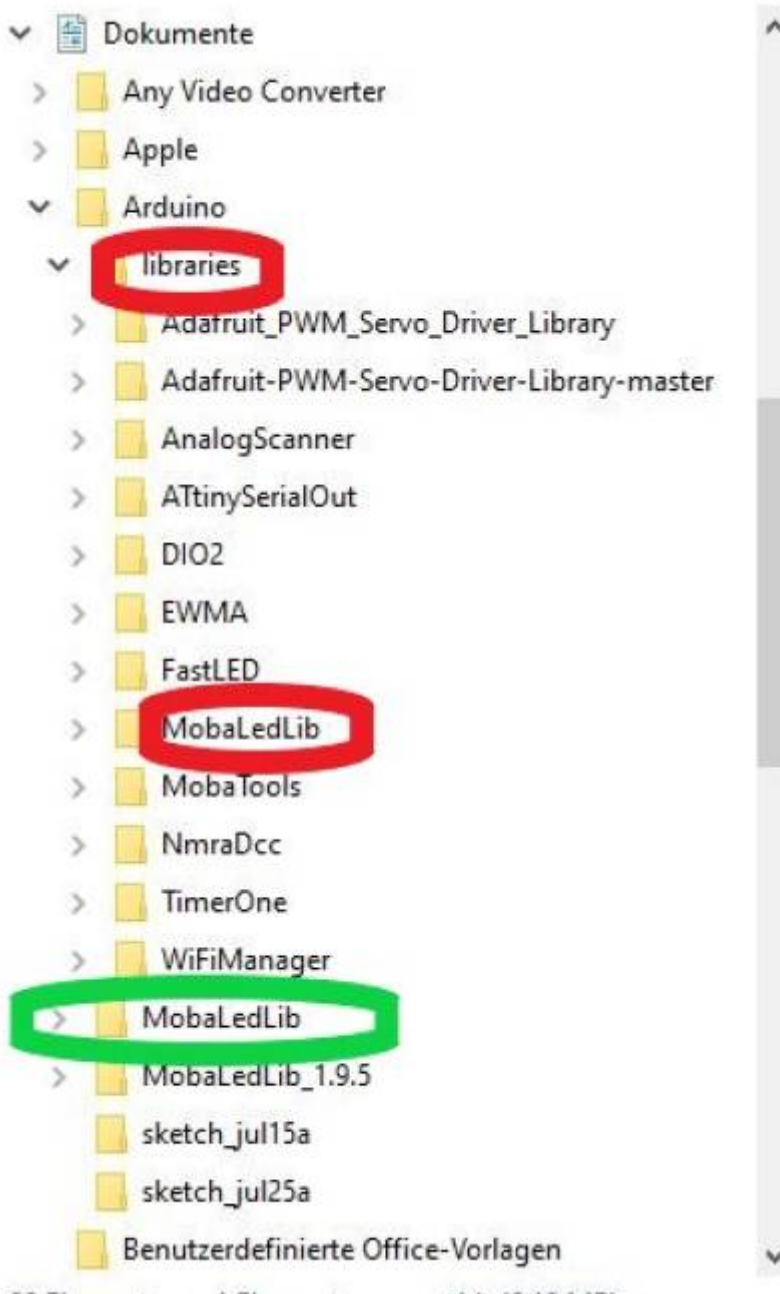 Dokumente
Any Video Converter
Apple
Arduino
libraries
Adafruit_PWM_Servo_Driver_Library
Adafruit-PWM-Servo-Driver-Library-master
AnalogScanner
ATtinySerialOut
DIO2
EWMA
FastLED
MobaLedLib
MobaTools
NmraDcc
TimerOne
WiFiManager
MobaLedLib
MobaLedLib_1.9.5
sketch_jul15a
sketch_jul25a
Benutzerdefinierte Office-Vorlagen